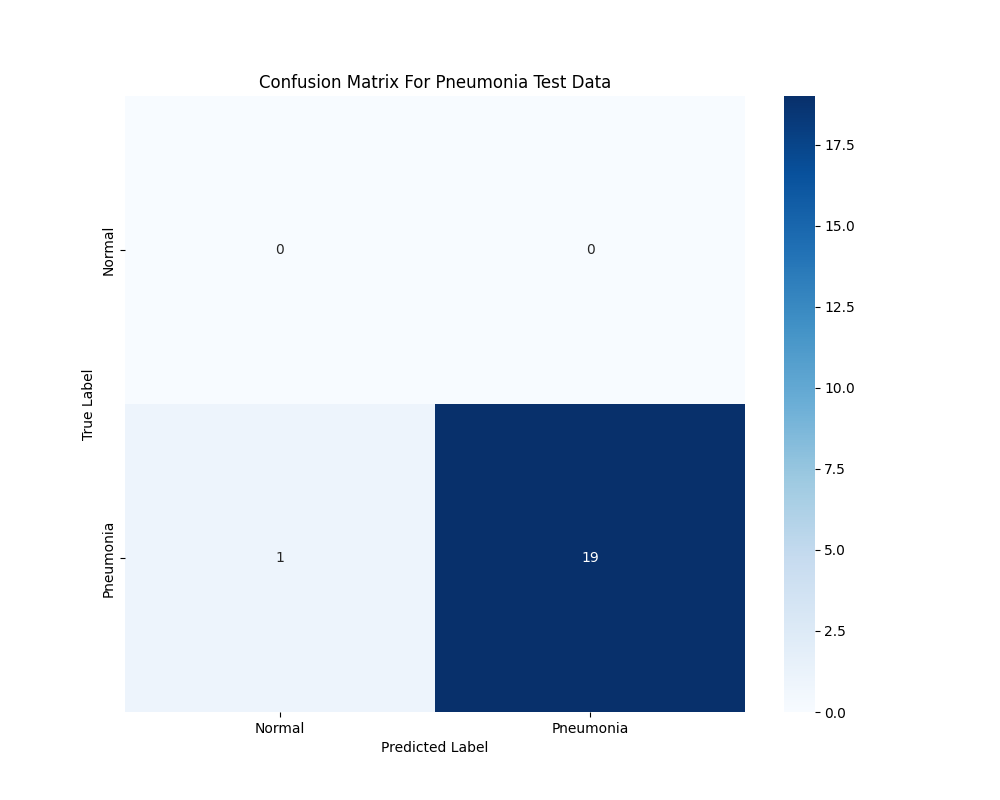 Confusion Matrix For Pneumonia Test Data
Normal
Pneumonia
True Label
0 0
1 19
Normal Pneumonia
Predicted Label
17.5
15.0
12.5
10.0
7.5
5.0
2.5
0.0